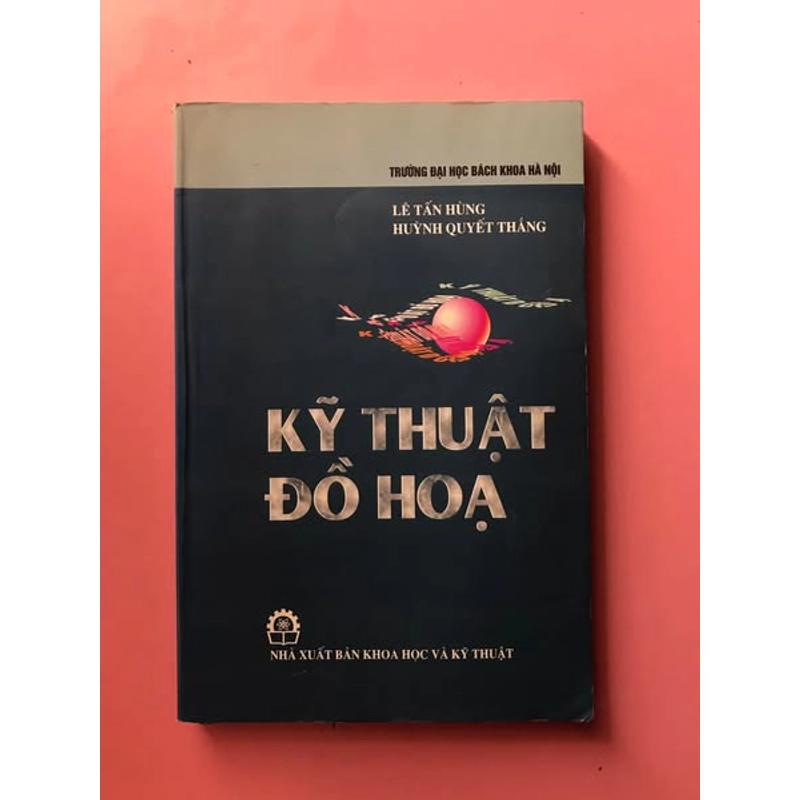 TRƯỜNG ĐẠI HỌC BÁCH KHOA HÀ NỘI
LÊ TẤN HÙNG
HUỲNH QUYẾT THẮNG
KỸ THUẬT
ĐỒ HOẠ
NHÀ XUẤT BẢN KHOA HỌC VÀ KỸ THUẬT